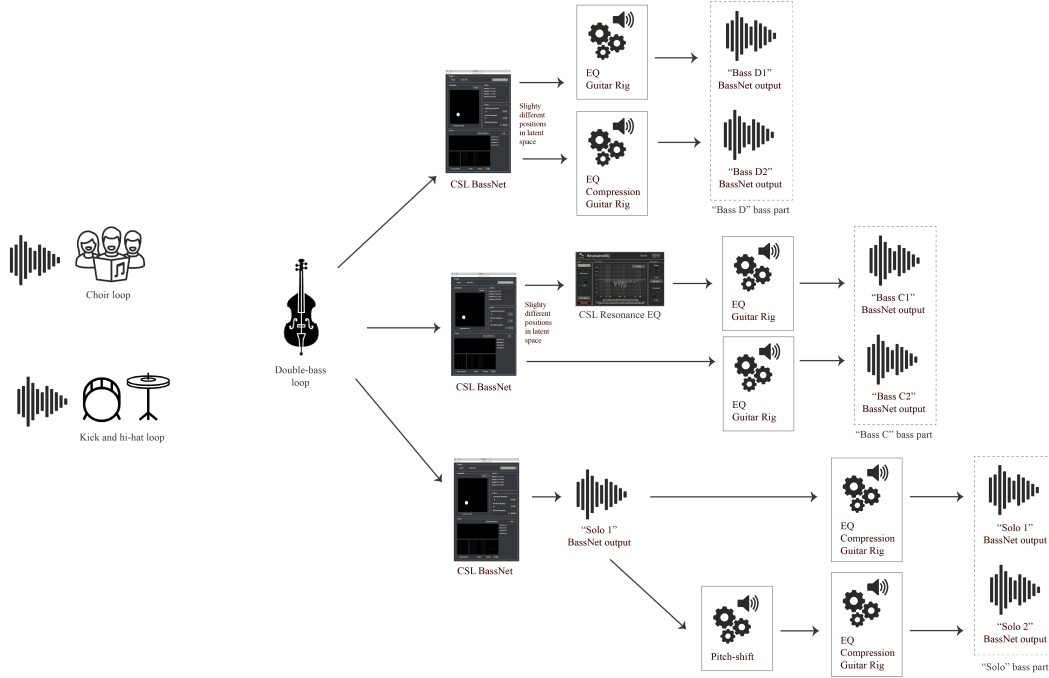 EQ
Guitar Rig
“Bass D1”
BassNet output
Slighty
different
positions
in latent
space
CSL BassNet
EQ
Compression
Guitar Rig
“Bass D2”
BassNet output
“Bass D” bass part
Choir loop
ResonanceEQ
CSL Resonance EQ
EQ
Guitar Rig
“Bass C1”
BassNet output
Slighty
different
positions
in latent
space
Double-bass
loop
CSL BassNet
EQ
Guitar Rig
“Bass C2”
BassNet output
“Bass C” bass part
Kick and hi-hat loop
“Solo 1”
BassNet output
CSL BassNet
EQ
Compression
Guitar Rig
“Solo 1”
BassNet output
Pitch-shift
EQ
Compression
Guitar Rig
“Solo 2”
BassNet output
“Solo” bass part